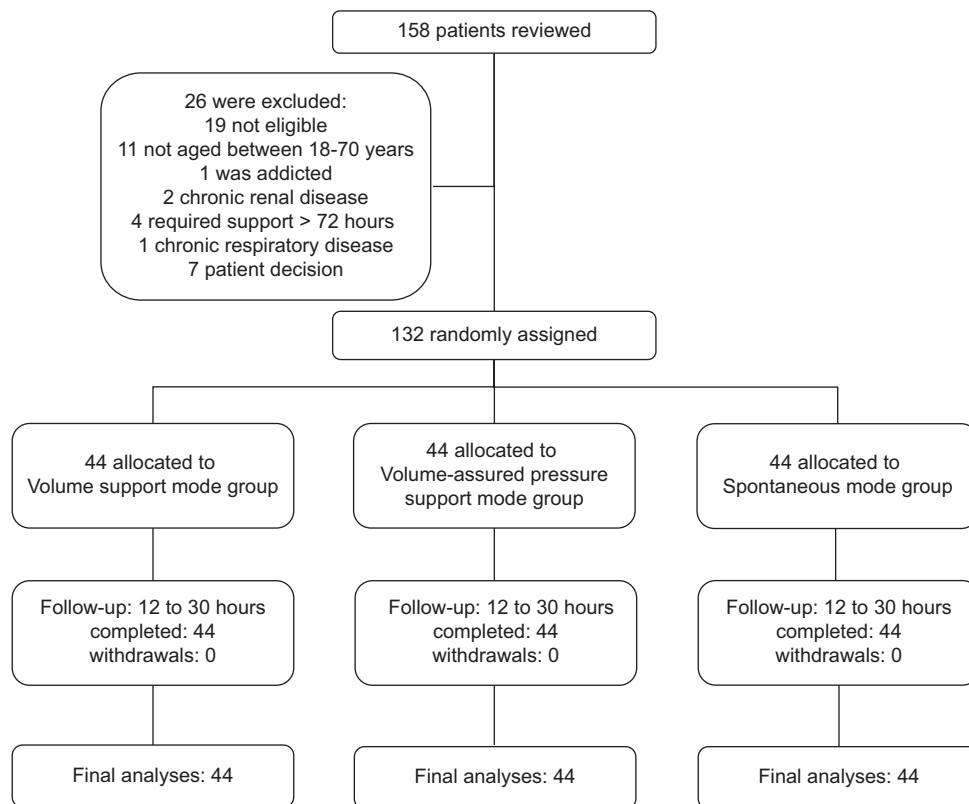 158 patients reviewed
26 were excluded:
19 not eligible
11 not aged between 18-70 years
1 was addicted
2 chronic renal disease
4 required support > 72 hours
1 chronic respiratory disease
7 patient decision
132 randomly assigned
44 allocated to
Volume support mode group
44 allocated to
Volume-assured pressure
support mode group
44 allocated to
Spontaneous mode group
Follow-up: 12 to 30 hours
completed: 44
withdrawals: 0
Follow-up: 12 to 30 hours
completed: 44
withdrawals: 0
Follow-up: 12 to 30 hours
completed: 44
withdrawals: 0
Final analyses: 44
Final analyses: 44
Final analyses: 44